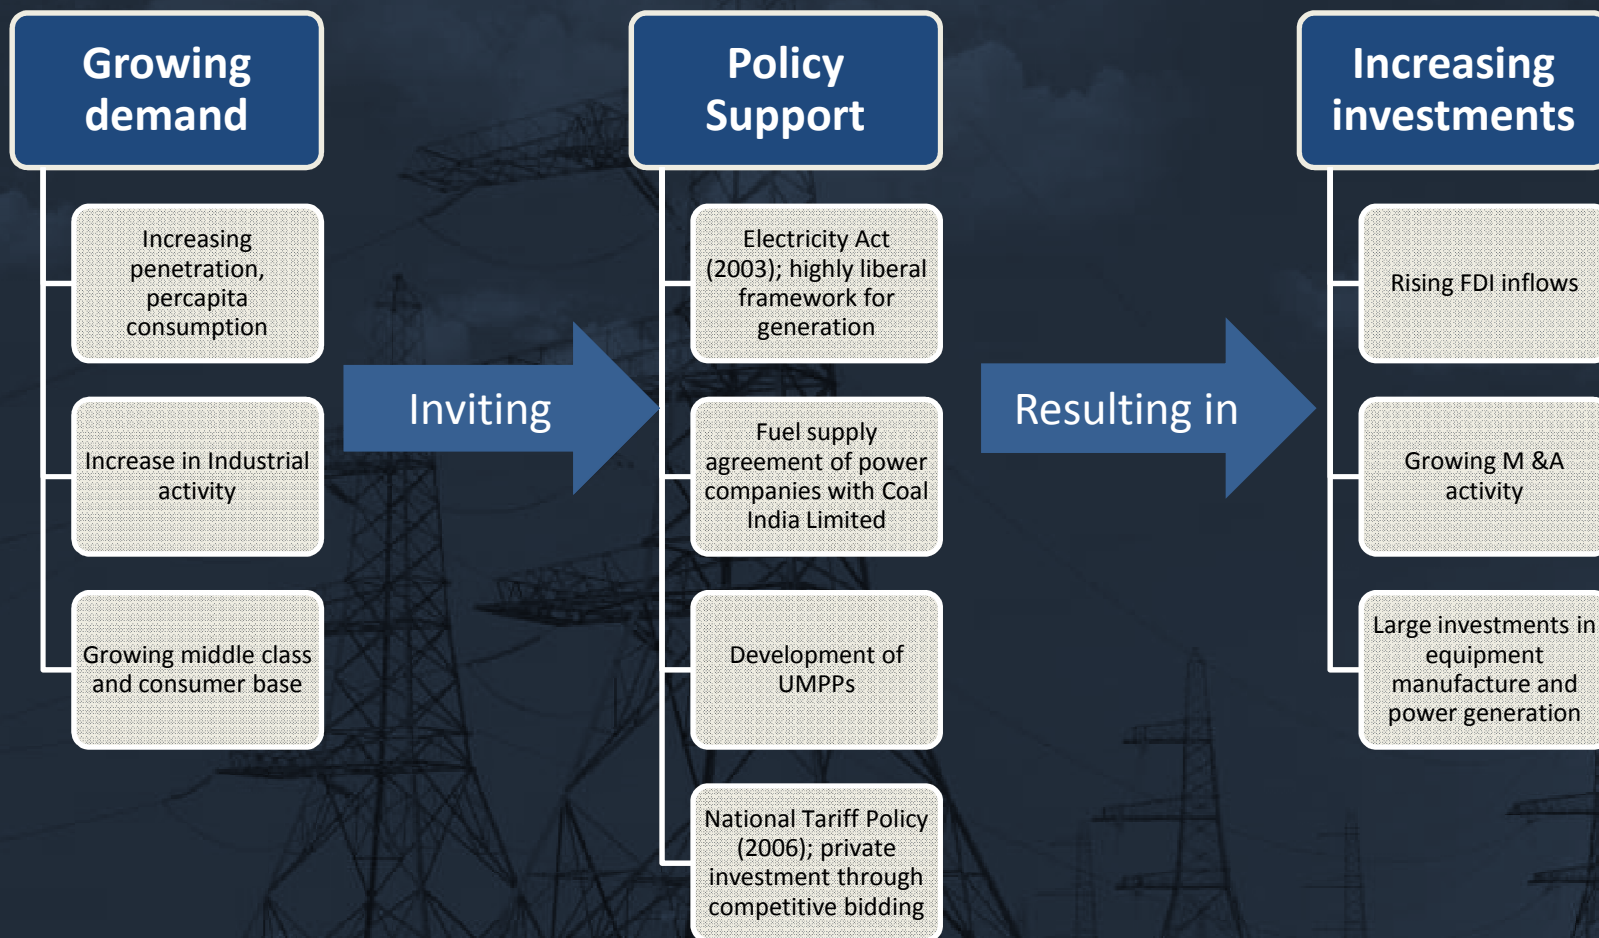 Growing
demand
Increasing
penetration,
percapita
consumption
Increase in Industrial
activity
Growing middle class
and consumer base
Inviting
Policy
Support
Electricity Act
(2003); highly liberal
framework for
generation
Fuel supply
agreement of power
companies with Coal
India Limited
Development of
UMPPs
National Tariff Policy
(2006); private
investment through
competitive bidding
Resulting in
Increasing
investments
Rising FDI inflows
Growing M &A
activity
Large investments in
equipment
manufacture and
power generation